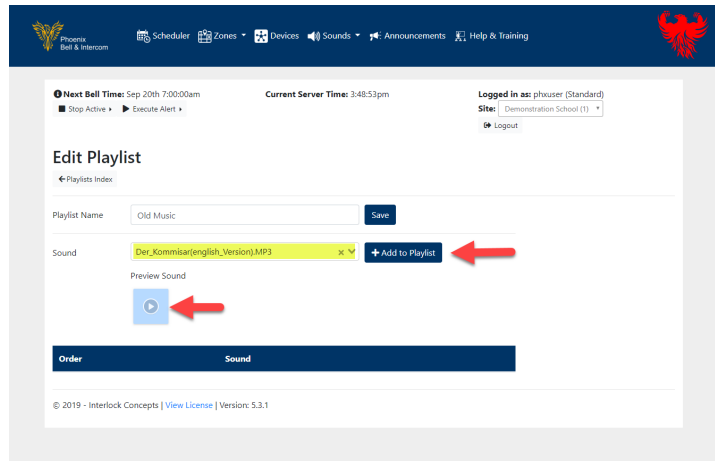 Phoenix
Bell & Intercom
Scheduler Zones Devices Sounds Announcements Help & Training
Next Bell Time: Sep 20th 7:00:00am Current Server Time: 3:48:53pm Logged in as: phxuser (Standard)
Stop Active Execute Alert Site: Demonstration School (1)
Logout
Edit Playlist
Playlists Index
Playlist Name Old Music Save
Sound Der_Kommisar(english_Version).MP3 × + Add to Playlist
Preview Sound
Order Sound
© 2019 - Interlock Concepts | View License | Version: 5.3.1